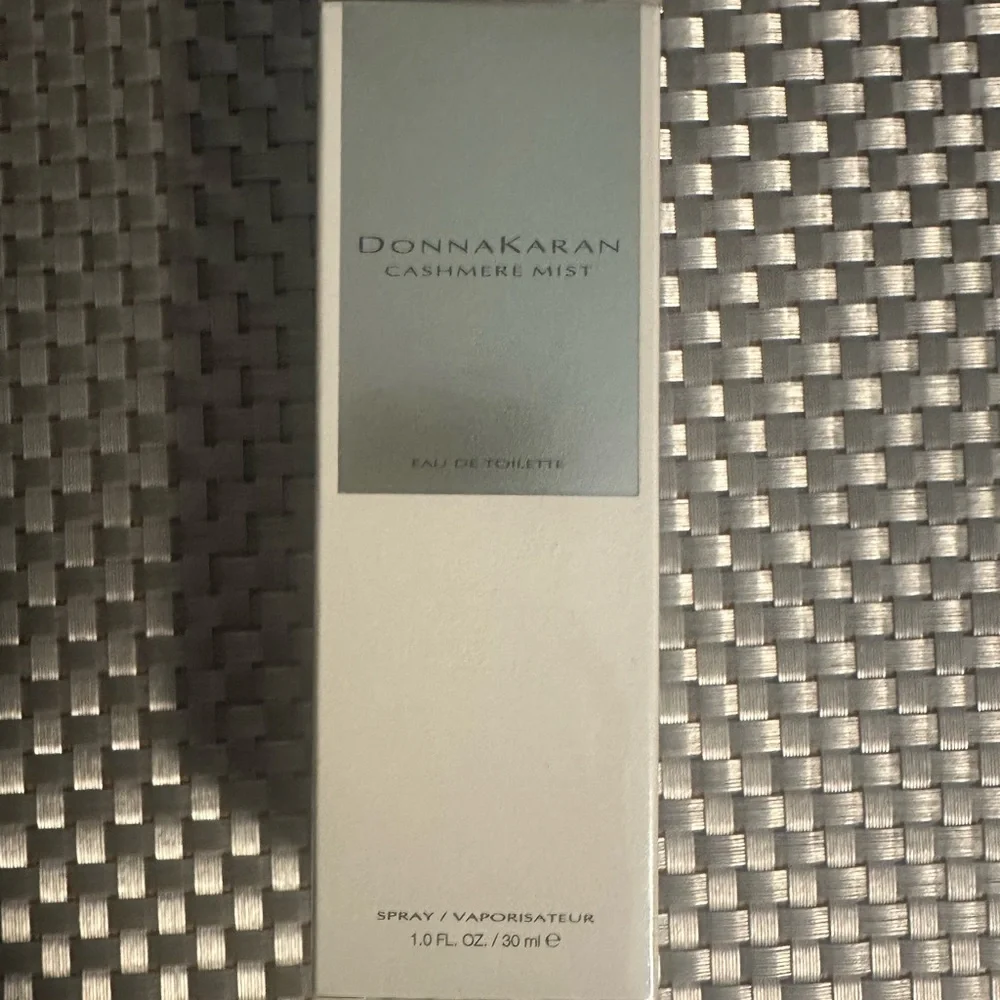 DONNAKARAN
CASHMERE MIST
EAU DE TOILETTE
SPRAY / VAPORISATEUR
1.0 FL. OZ. / 30 ml ℮